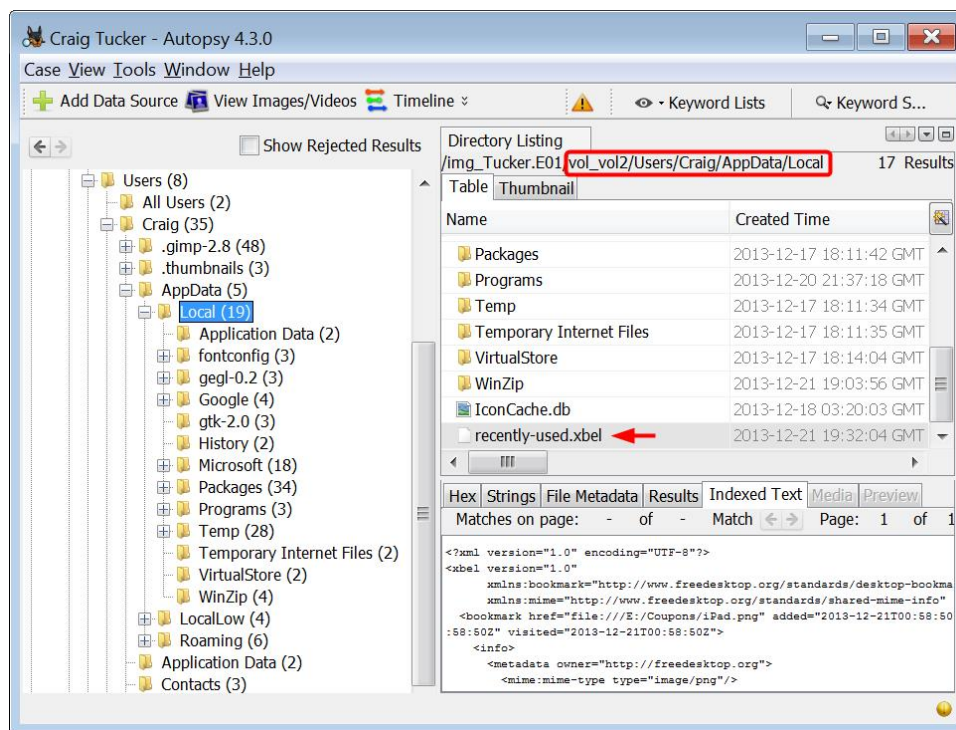 Craig Tucker - Autopsy 4.3.0
Case View Tools Window Help
Add Data Source View Images/Videos Timeline Keyword Lists Keyword S...
Show Rejected Results
Users (8)
All Users (2)
Craig (35)
.gimp-2.8 (48)
.thumbnails (3)
AppData (5)
Local (19)
Application Data (2)
fontconfig (3)
gegl-0.2 (3)
Google (4)
gtk-2.0 (3)
History (2)
Microsoft (18)
Packages (34)
Programs (3)
Temp (28)
Temporary Internet Files (2)
VirtualStore (2)
WinZip (4)
LocalLow (4)
Roaming (6)
Application Data (2)
Contacts (3)
Directory Listing
/img_Tucker.E01/vol_vol2/Users/Craig/AppData/Local 17 Results
Table Thumbnail
Name Created Time
Packages 2013-12-17 18:11:42 GMT
Programs 2013-12-20 21:37:18 GMT
Temp 2013-12-17 18:11:34 GMT
Temporary Internet Files 2013-12-17 18:11:35 GMT
VirtualStore 2013-12-17 18:14:04 GMT
WinZip 2013-12-21 19:03:56 GMT
IconCache.db 2013-12-18 03:20:03 GMT
recently-used.xbel 2013-12-21 19:32:04 GMT
Hex Strings File Metadata Results Indexed Text Media Preview
Matches on page: - of - Match Page: 1 of 1
<?xml version="1.0" encoding="UTF-8"?>
<xbel version="1.0"
xmlns:bookmark="http://www.freedesktop.org/standards/desktop-bookma
xmlns:mime="http://www.freedesktop.org/standards/shared-mime-info"
<bookmark href="file:///E:/Coupons/iPad.png" added="2013-12-21T00:58:50
:58:50Z" visited="2013-12-21T00:58:50Z">
<info>
<metadata owner="http://freedesktop.org">
<mime:mime-type type="image/png"/>